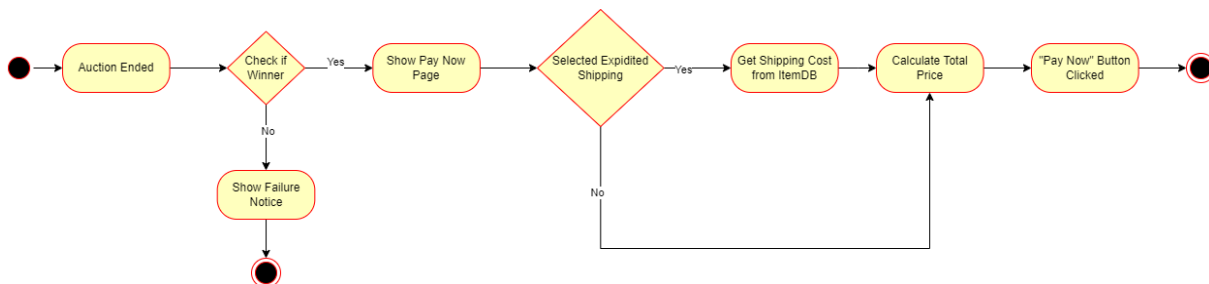 Auction Ended
Check if
Winner
Yes
Show Pay Now
Page
Selected Expidited
Shipping
Yes
Get Shipping Cost
from ItemDB
Calculate Total
Price
"Pay Now" Button
Clicked
No
Show Failure
Notice
No